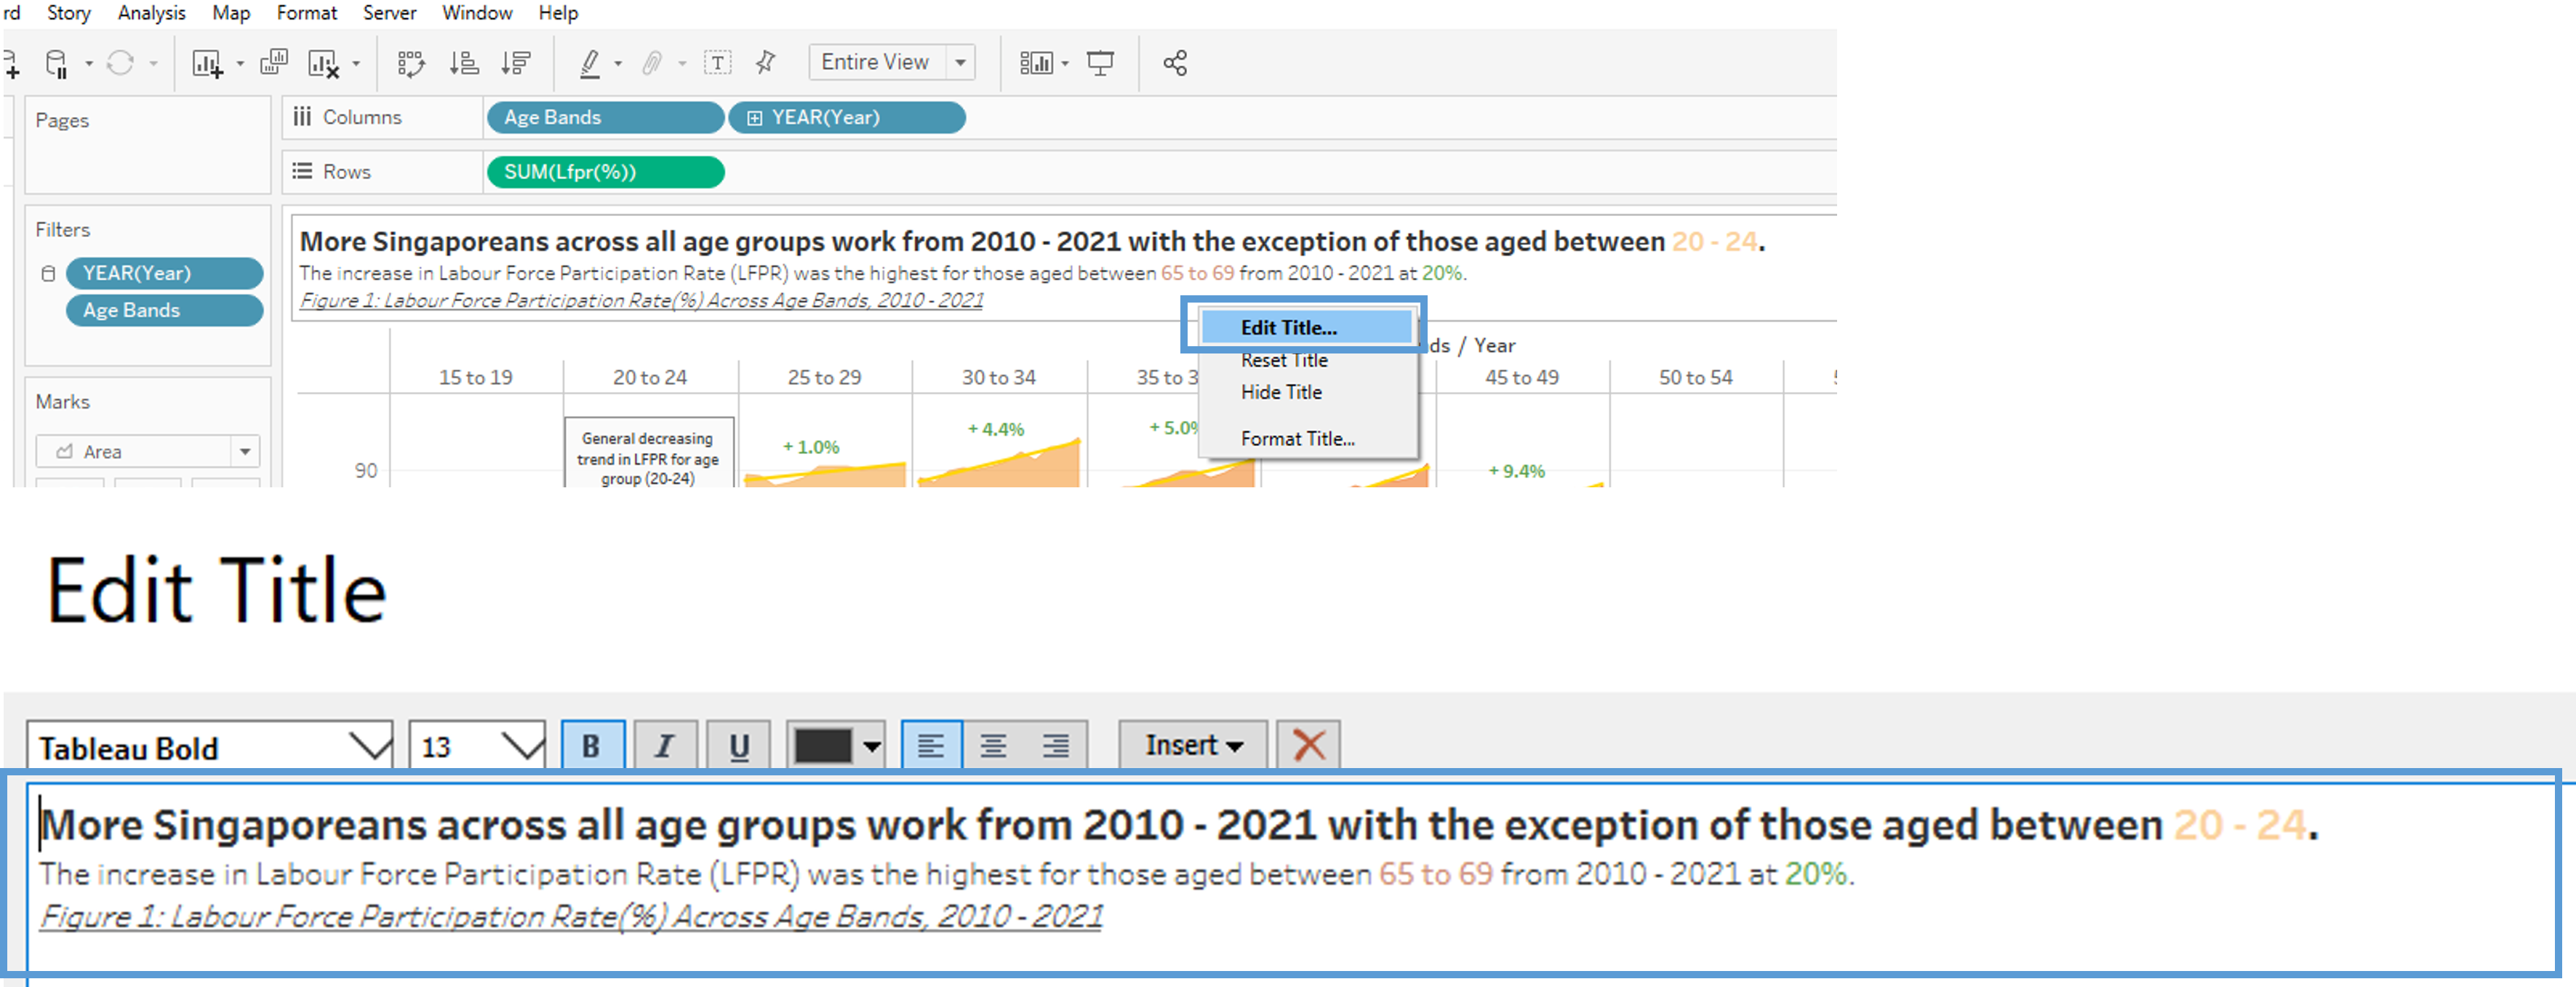 rd Story Analysis Map Format Server Window Help
T Entire View
Pages
Columns Age Bands YEAR(Year)
Rows SUM(Lfpr(%))
Filters
YEAR(Year)
Age Bands
Marks
Area
More Singaporeans across all age groups work from 2010 - 2021 with the exception of those aged between 20 - 24.
The increase in Labour Force Participation Rate (LFPR) was the highest for those aged between 65 to 69 from 2010 - 2021 at 20%.
Figure 1: Labour Force Participation Rate(%) Across Age Bands, 2010 - 2021
Edit Title...
Reset Title
Hide Title
Format Title...
ds / Year
15 to 19 20 to 24 25 to 29 30 to 34 35 to 3 45 to 49 50 to 54
General decreasing
trend in LFPR for age
group (20-24)
+ 1.0% + 4.4% + 5.0% + 9.4%
90
Edit Title
Tableau Bold 13 B I U Insert
More Singaporeans across all age groups work from 2010 - 2021 with the exception of those aged between 20 - 24.
The increase in Labour Force Participation Rate (LFPR) was the highest for those aged between 65 to 69 from 2010 - 2021 at 20%.
Figure 1: Labour Force Participation Rate(%) Across Age Bands, 2010 - 2021